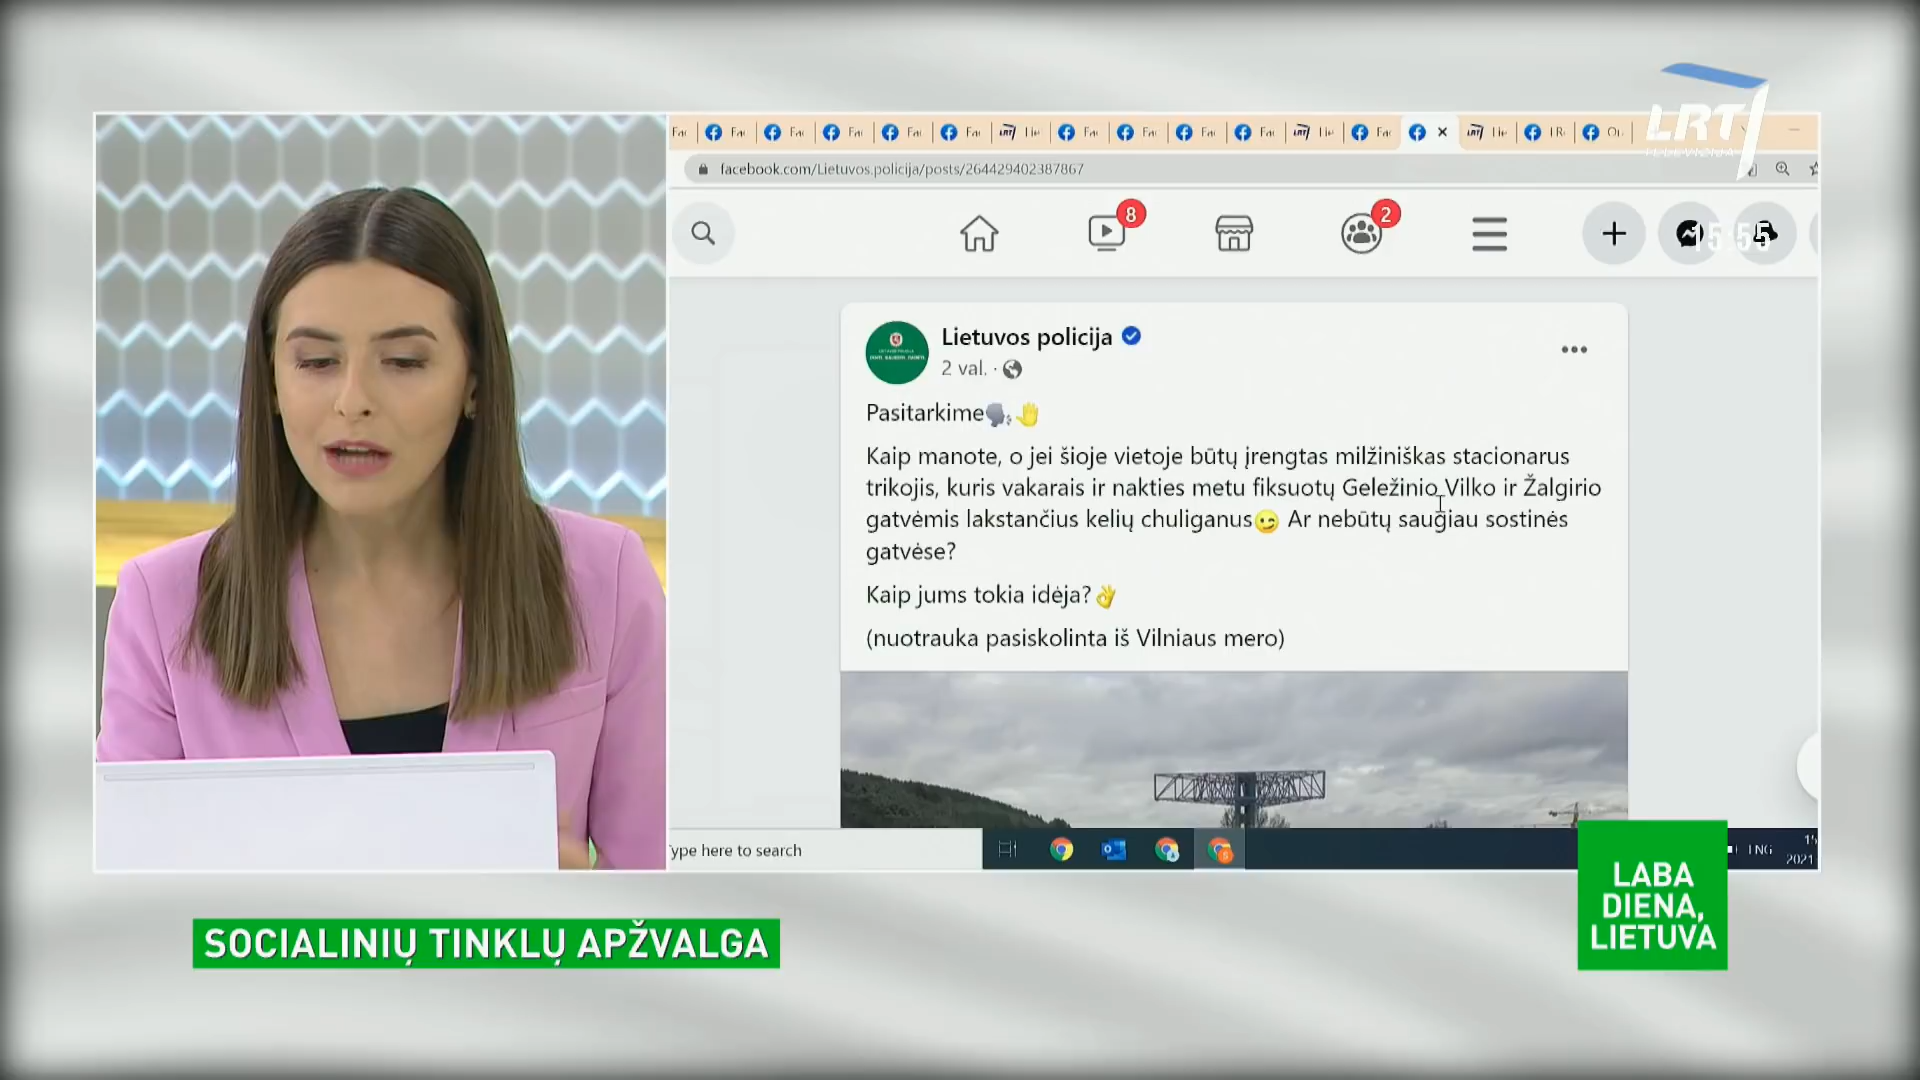 LRT
TELEVIZIJA
facebook.com/Lietuvos.policija/posts/264429402387867
8
2
15:55
Lietuvos policija
2 val.
Pasitarkime
Kaip manote, o jei šioje vietoje būtų įrengtas milžiniškas stacionarus
trikojis, kuris vakarais ir nakties metu fiksuotų Geležinio Vilko ir Žalgirio
gatvėmis lakstančius kelių chuliganus😉 Ar nebūtų saugiau sostinės
gatvėse?
Kaip jums tokia idėja?👌
(nuotrauka pasiskolinta iš Vilniaus mero)
ype here to search
ENG
2021
LABA
DIENA,
LIETUVA
SOCIALINIŲ TINKLŲ APŽVALGA